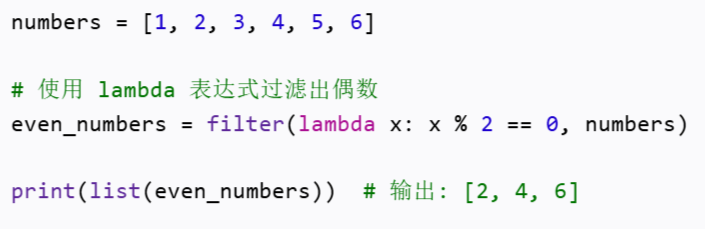 numbers = [1, 2, 3, 4, 5, 6]
# 使用 lambda 表达式过滤出偶数
even_numbers = filter(lambda x: x % 2 == 0, numbers)
print(list(even_numbers))  # 输出: [2, 4, 6]